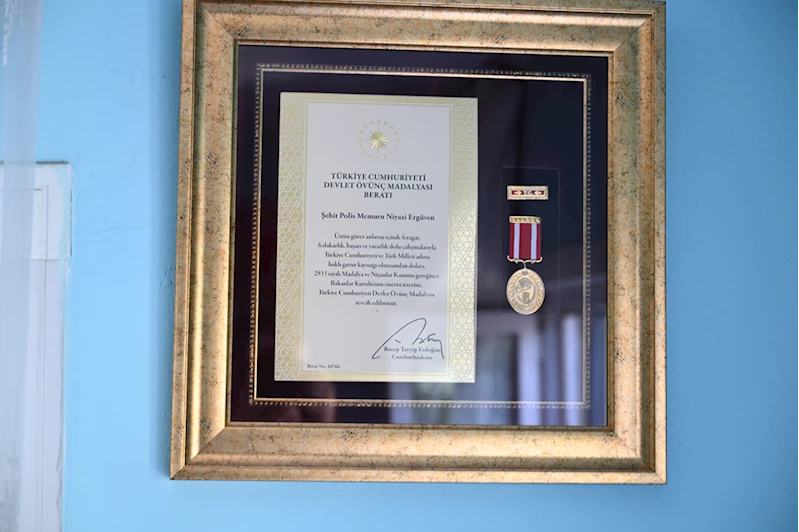 TÜRKİYE CUMHURİYETİ
DEVLET ÖVÜNÇ MADALYASI
BERATI
Şehit Polis Memuru Niyazi Ergüven
Üstün görev anlayışı içinde feragat,
fedakarlık, başarı ve yararlık dolu çalışmalarıyla
Türkiye Cumhuriyeti ve Türk Milleti adına
haklı gurur kaynağı olmasından dolayı,
2933 sayılı Madalya ve Nişanlar Kanunu gereğince
Bakanlar Kurulu'nun önerisi üzerine,
Türkiye Cumhuriyeti Devlet Övünç Madalyası
tevcih edilmiştir.
Recep Tayyip Erdoğan
Cumhurbaşkanı
Berat No:
T.C.